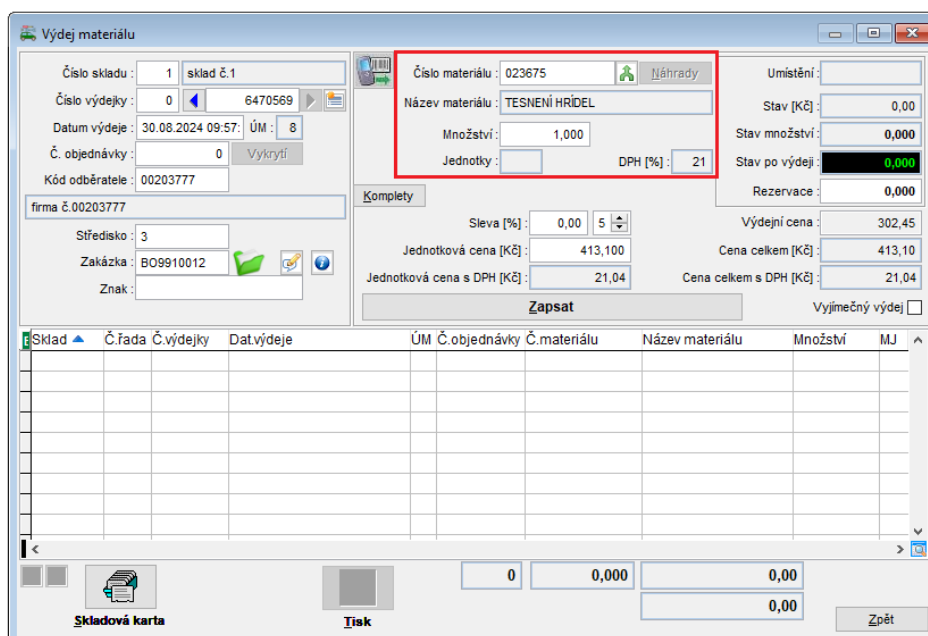 Výdej materiálu
Číslo skladu : 1 sklad č.1
Číslo výdejky : 0 6470569
Datum výdeje : 30.08.2024 09:57: ÚM : 8
Č. objednávky : 0 Vykrytí
Kód odběratele : 00203777
firma č.00203777
Středisko : 3
Zakázka : BO9910012
Znak :
Číslo materiálu : 023675 Náhrady
Název materiálu : TESNENÍ HRÍDEL
Množství : 1,000
Jednotky : DPH [%] : 21
Komplety
Sleva [%] : 0,00 5
Jednotková cena [Kč] : 413,100
Jednotková cena s DPH [Kč] : 21,04
Umístění :
Stav [Kč] : 0,00
Stav množství : 0,000
Stav po výdeji : 0,000
Rezervace : 0,000
Výdejní cena : 302,45
Cena celkem [Kč] : 413,10
Cena celkem s DPH [Kč] : 21,04
Zapsat
Vyjímečný výdej
Sklad Č.řada Č.výdejky Dat.výdeje ÚM Č.objednávky Č.materiálu Název materiálu Množství MJ
0 0,000 0,00
0,00
Skladová karta
Tisk
Zpět